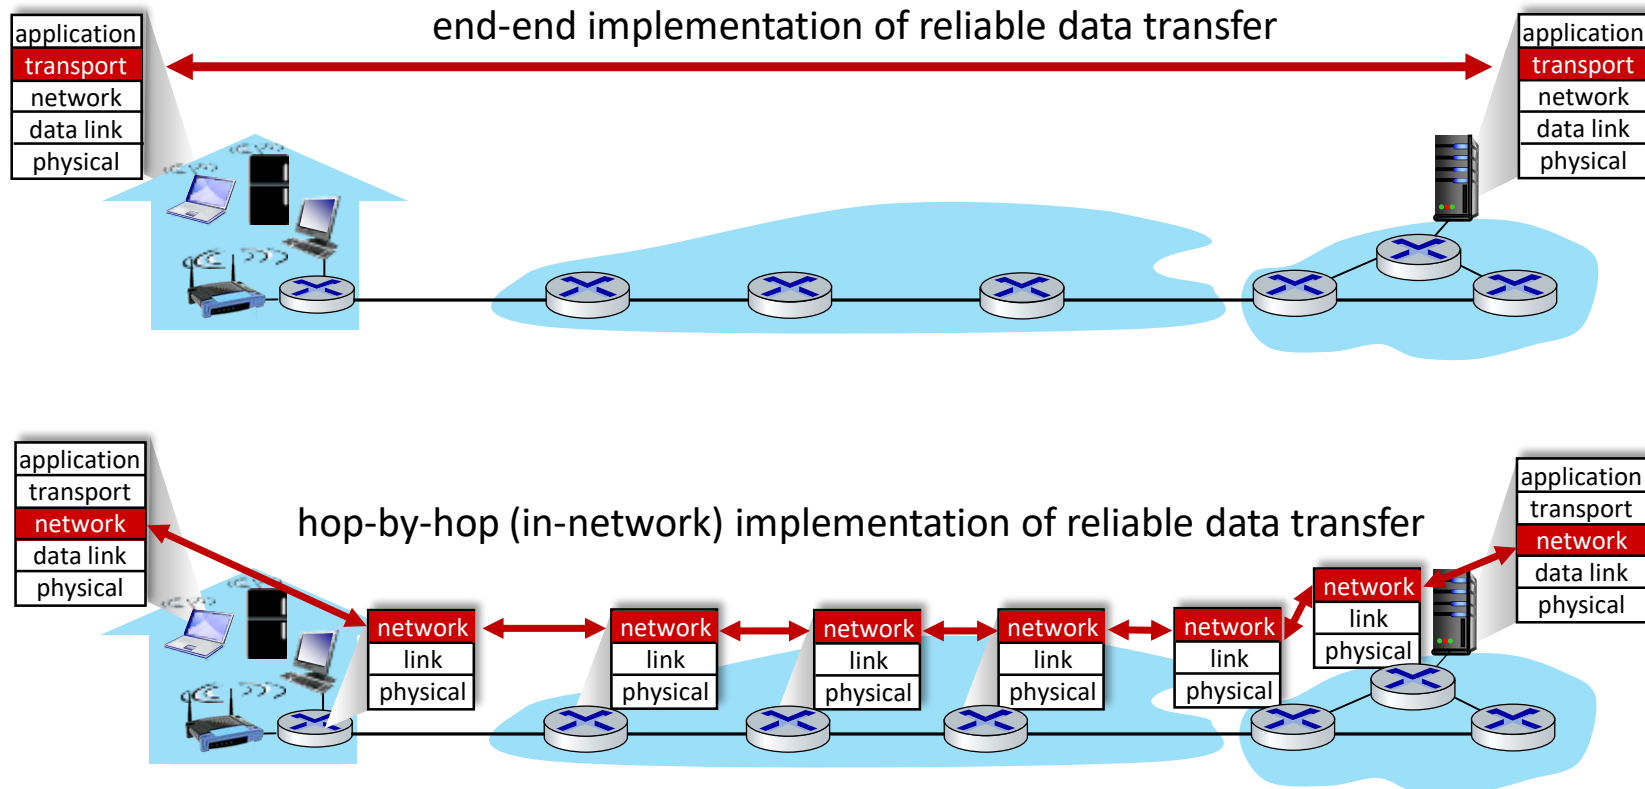 end-end implementation of reliable data transfer
application
transport
network
data link
physical
application
transport
network
data link
physical
hop-by-hop (in-network) implementation of reliable data transfer
application
transport
network
data link
physical
network
link
physical
network
link
physical
network
link
physical
network
link
physical
network
link
physical
network
link
physical
application
transport
network
data link
physical